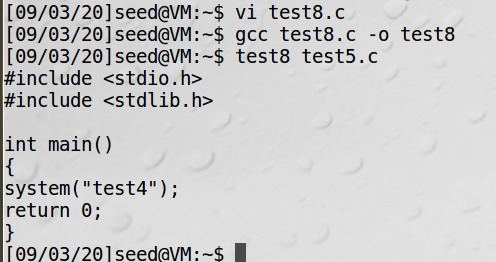 [09/03/20]seed@VM:~$ vi test8.c
[09/03/20]seed@VM:~$ gcc test8.c -o test8
[09/03/20]seed@VM:~$ test8 test5.c
#include <stdio.h>
#include <stdlib.h>
int main()
{
system("test4");
return 0;
}
[09/03/20]seed@VM:~$